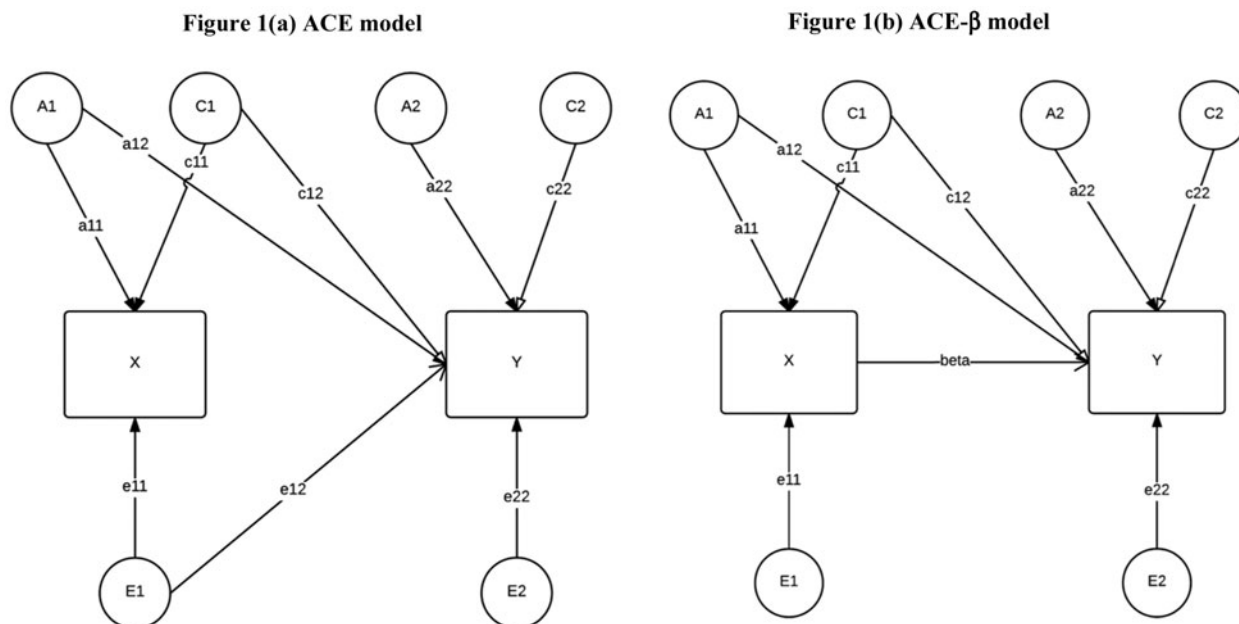 Figure 1(a) ACE model
A1
C1
A2
C2
a12
c11
c12
a22
c22
a11
X
Y
e11
e12
e22
E1
E2
Figure 1(b) ACE-β model
A1
C1
A2
C2
a12
c11
c12
a22
c22
a11
X
beta
Y
e11
e22
E1
E2